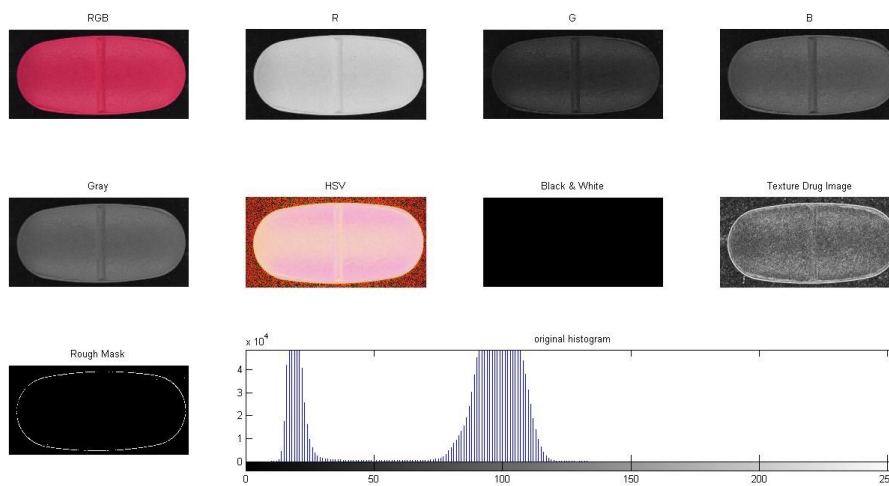 RGB
R
G
B
Gray
HSV
Black & White
Texture Drug Image
Rough Mask
original histogram
x 10^4
4
3
2
1
0
0 50 100 150 200 250